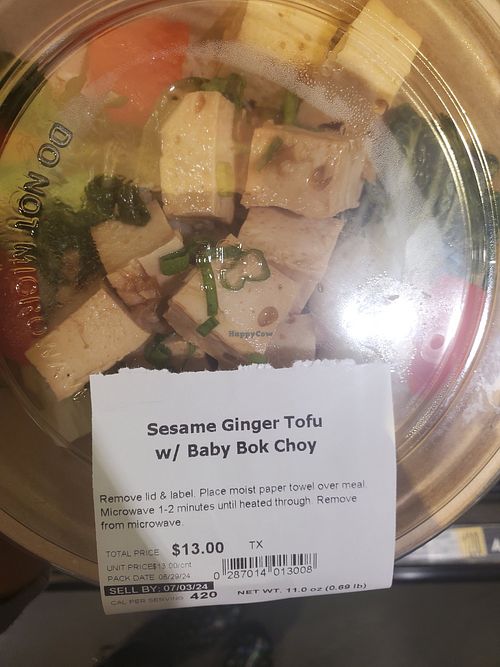 DO NOT MICRO
HappyCow
Sesame Ginger Tofu
w/ Baby Bok Choy
Remove lid & label. Place moist paper towel over meal.
Microwave 1-2 minutes until heated through. Remove
from microwave.
TOTAL PRICE $13.00 TX
UNIT PRICE $13.00/cnt
PACK DATE 06/29/24
0 287014 013008
SELL BY: 07/03/24
CAL PER SERVING 420
NET WT. 11.0 oz (0.69 lb)